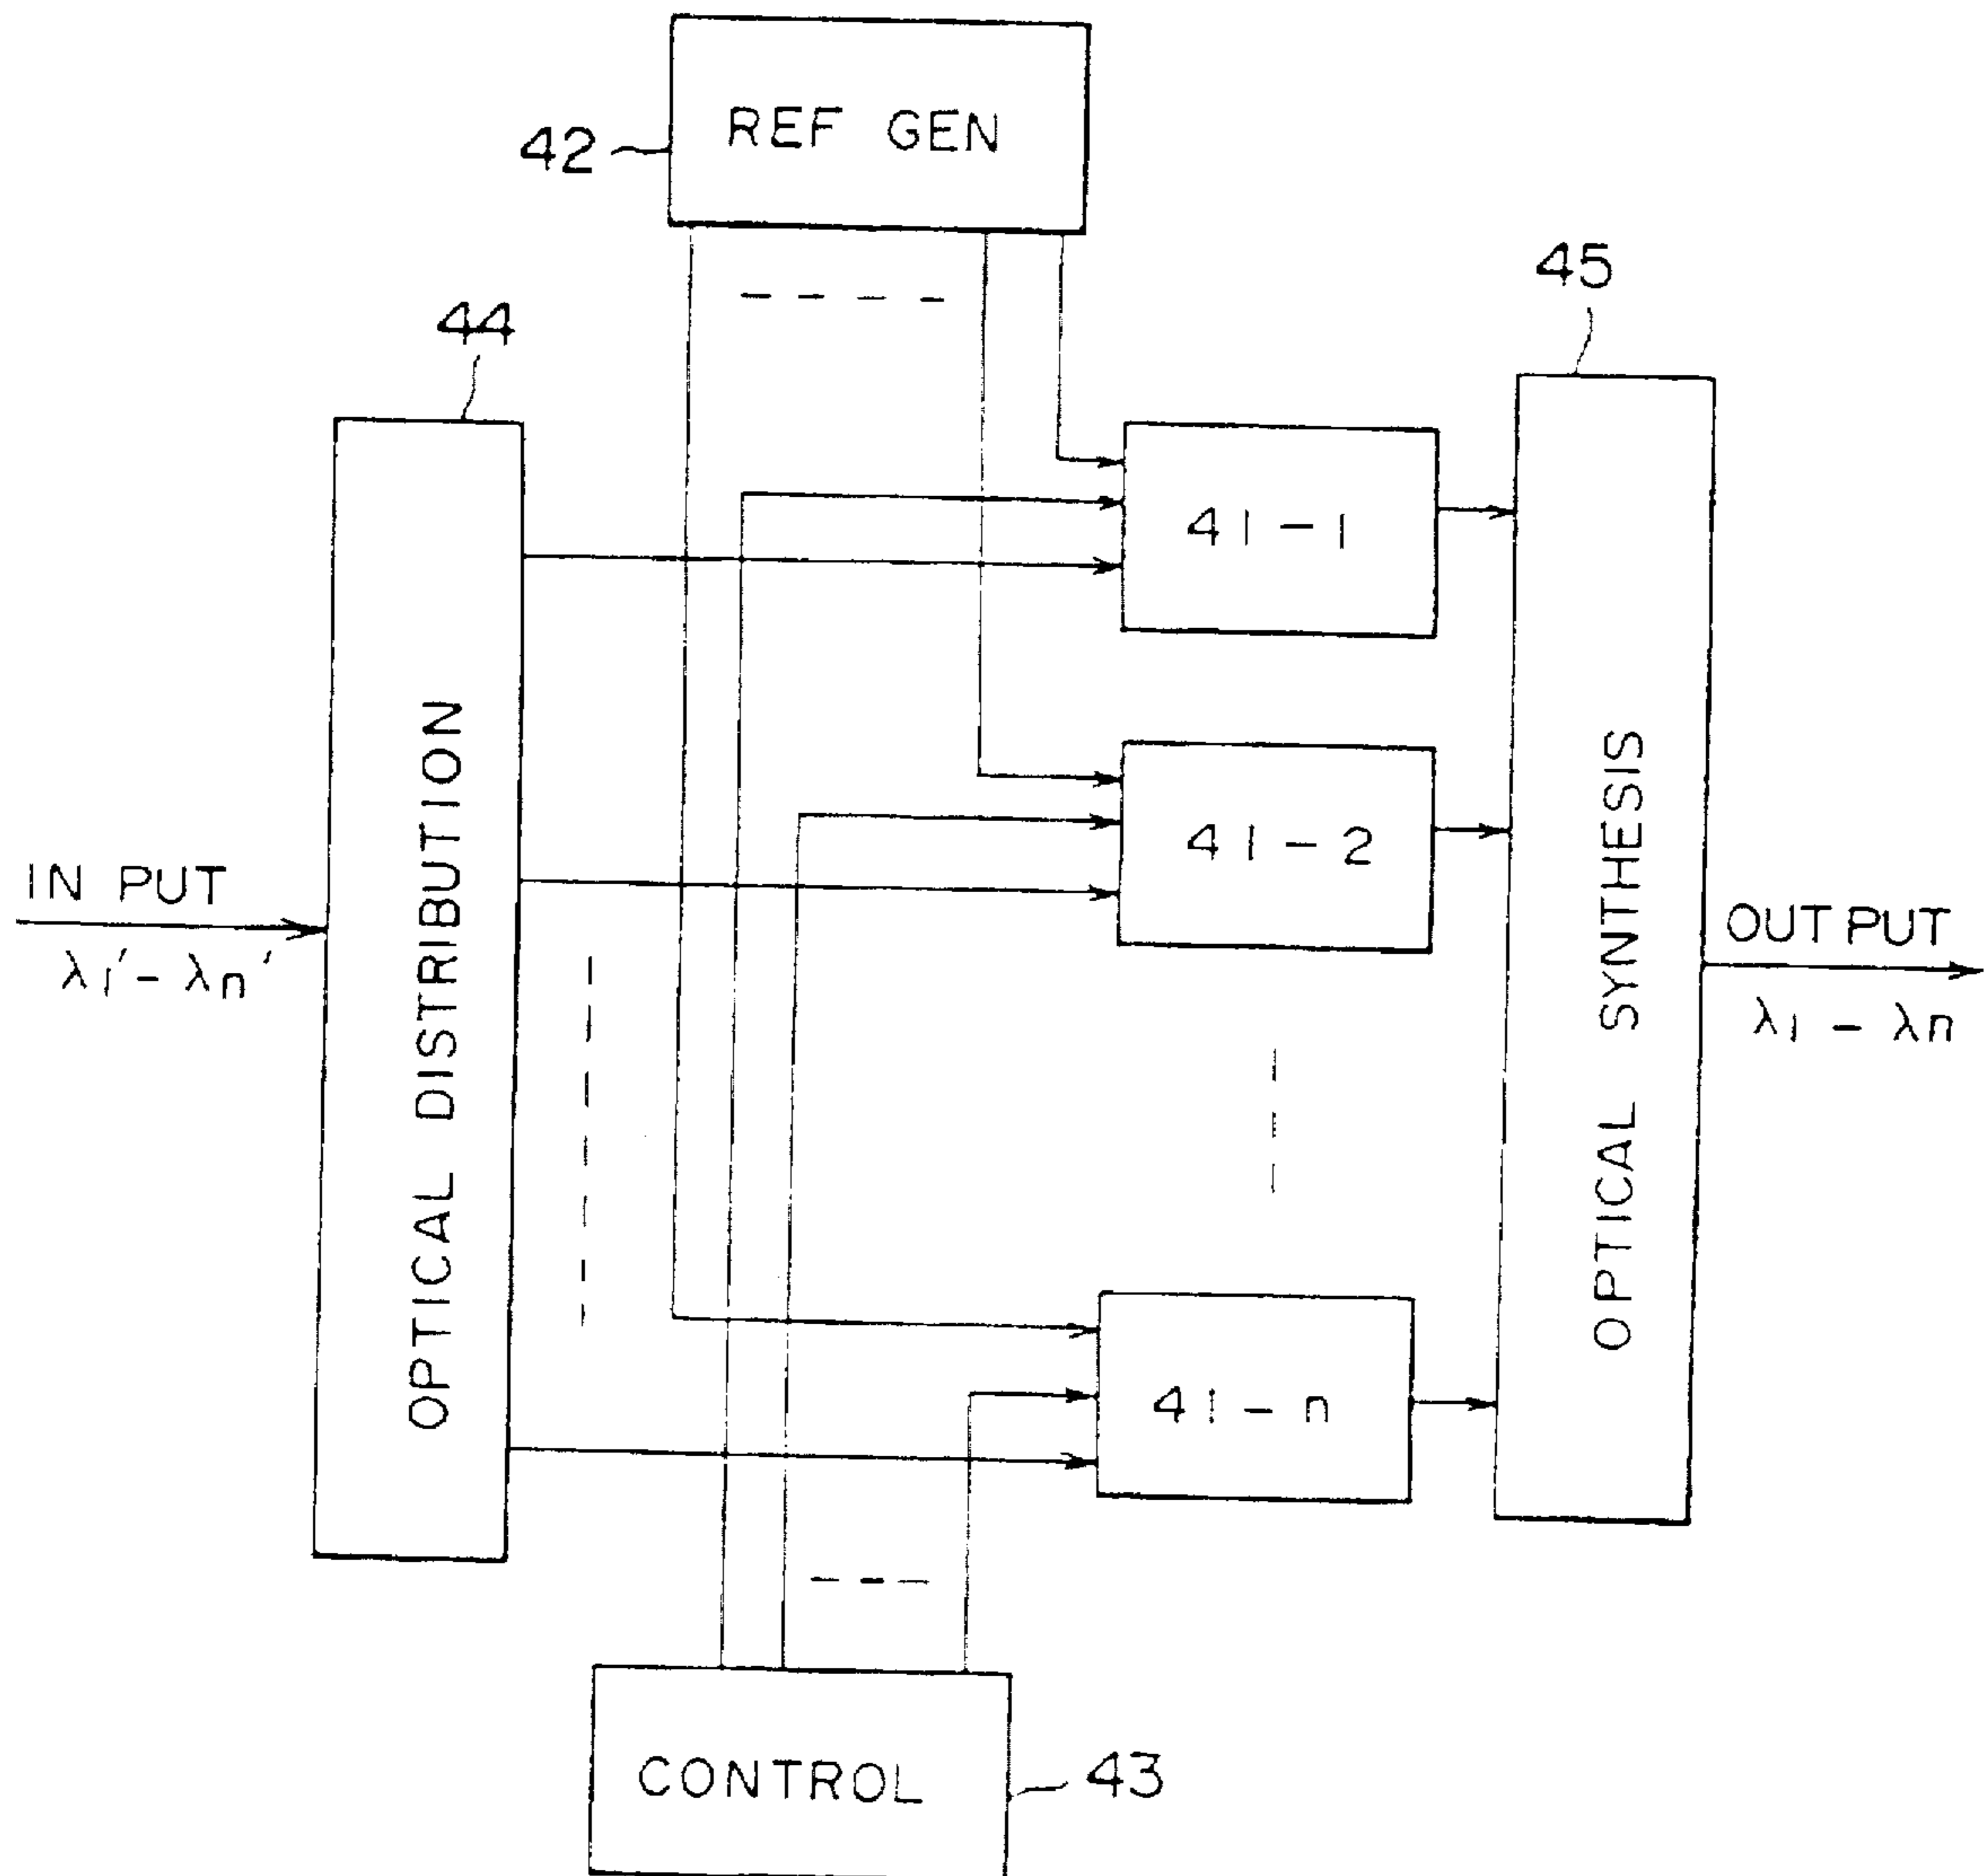 REF GEN
42
45
44
41-1
41-2
IN PUT
λ1'- λn'
OPTICAL DISTRIBUTION
OPTICAL SYNTHESIS
OUT PUT
λ1 - λn
41-n
CONTROL
43